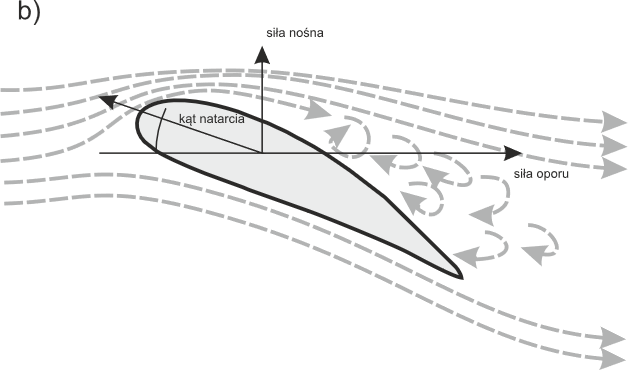 b)
siła nośna
kąt natarcia
siła oporu